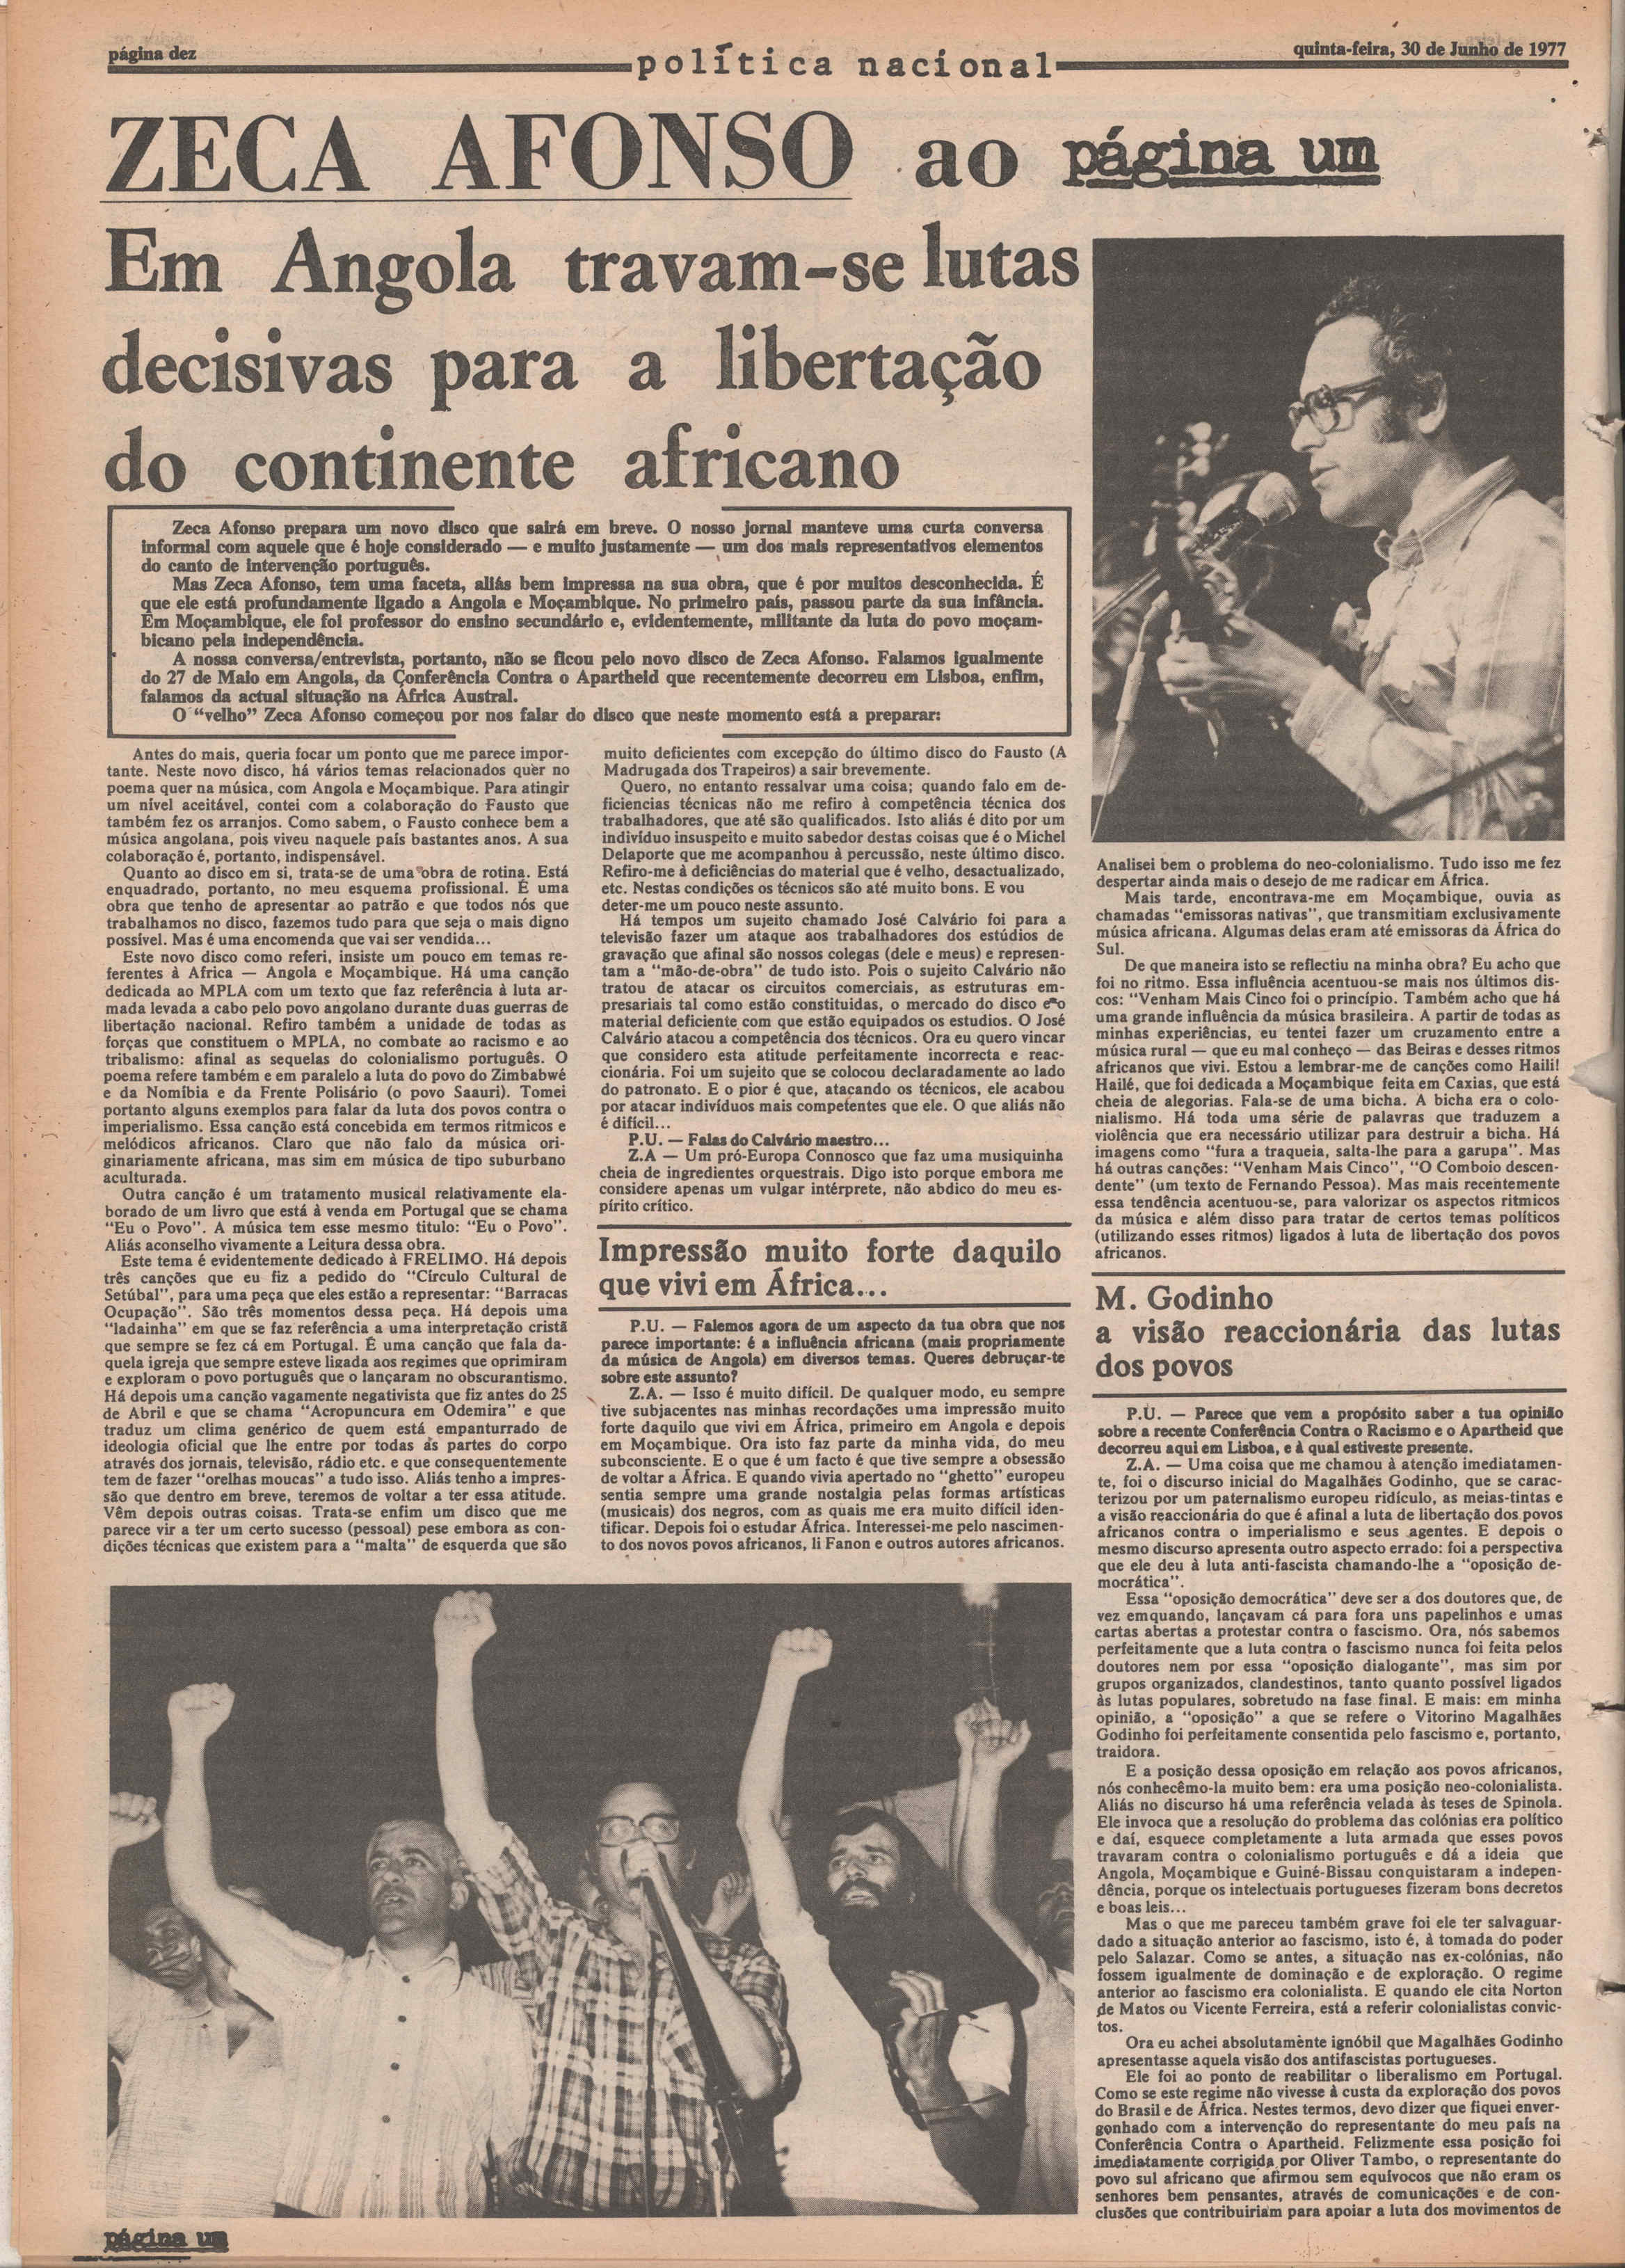 página dez
política nacional
quinta-feira, 30 de Junho de 1977
ZECA AFONSO ao página um
Em Angola travam-se lutas
decisivas para a libertação
do continente africano
Zeca Afonso prepara um novo disco que sairá em breve. O nosso jornal manteve uma curta conversa
informal com aquele que é hoje considerado — e muito justamente — um dos mais representativos elementos
do canto de intervenção português.
Mas Zeca Afonso, tem uma faceta, aliás bem impressa na sua obra, que é por muitos desconhecida. É
que ele está profundamente ligado a Angola e Moçambique. No primeiro país, passou parte da sua infância.
Em Moçambique, ele foi professor do ensino secundário e, evidentemente, militante da luta do povo moçam-
bicano pela independência.
A nossa conversa/entrevista, portanto, não se ficou pelo novo disco de Zeca Afonso. Falamos igualmente
do 27 de Maio em Angola, da Conferência Contra o Apartheid que recentemente decorreu em Lisboa, enfim,
falamos da actual situação na África Austral.
O "velho" Zeca Afonso começou por nos falar do disco que neste momento está a preparar:
Antes do mais, queria focar um ponto que me parece impor-
tante. Neste novo disco, há vários temas relacionados quer no
poema quer na música, com Angola e Moçambique. Para atingir
um nível aceitável, contei com a colaboração do Fausto que
também fez os arranjos. Como sabem, o Fausto conhece bem a
música angolana, pois viveu naquele país bastantes anos. A sua
colaboração é, portanto, indispensável.
Quanto ao disco em si, trata-se de uma obra de rotina. Está
enquadrado, portanto, no meu esquema profissional. É uma
obra que tenho de apresentar ao patrão e que todos nós que
trabalhamos no disco, fazemos tudo para que seja o mais digno
possível. Mas é uma encomenda que vai ser vendida...
Este novo disco como referi, insiste um pouco em temas re-
ferentes à Africa — Angola e Moçambique. Há uma canção
dedicada ao MPLA com um texto que faz referência à luta ar-
mada levada a cabo pelo povo angolano durante duas guerras de
libertação nacional. Refiro também a unidade de todas as
forças que constituem o MPLA, no combate ao racismo e ao
tribalismo: afinal as sequelas do colonialismo português. O
poema refere também e em paralelo a luta do povo do Zimbabwé
e da Nomíbia e da Frente Polisário (o povo Saauri). Tomei
portanto alguns exemplos para falar da luta dos povos contra o
imperialismo. Essa canção está concebida em termos ritmicos e
melódicos africanos. Claro que não falo da música ori-
ginariamente africana, mas sim em música de tipo suburbano
aculturada.
Outra canção é um tratamento musical relativamente ela-
borado de um livro que está à venda em Portugal que se chama
"Eu o Povo". A música tem esse mesmo titulo: "Eu o Povo".
Aliás aconselho vivamente a Leitura dessa obra.
Este tema é evidentemente dedicado à FRELIMO. Há depois
três canções que eu fiz a pedido do "Círculo Cultural de
Setúbal", para uma peça que eles estão a representar: "Barracas
Ocupação". São três momentos dessa peça. Há depois uma
"ladainha" em que se faz referência a uma interpretação cristã
que sempre se fez cá em Portugal. É uma canção que fala da-
quela igreja que sempre esteve ligada aos regimes que oprimiram
e exploram o povo português que o lançaram no obscurantismo.
Há depois uma canção vagamente negativista que fiz antes do 25
de Abril e que se chama "Acropuncura em Odemira" e que
traduz um clima genérico de quem está empanturrado de
ideologia oficial que lhe entre por todas as partes do corpo
através dos jornais, televisão, rádio etc. e que consequentemente
tem de fazer "orelhas moucas" a tudo isso. Aliás tenho a impres-
são que dentro em breve, teremos de voltar a ter essa atitude.
Vêm depois outras coisas. Trata-se enfim um disco que me
parece vir a ter um certo sucesso (pessoal) pese embora as con-
dições técnicas que existem para a "malta" de esquerda que são
muito deficientes com excepção do último disco do Fausto (A
Madrugada dos Trapeiros) a sair brevemente.
Quero, no entanto ressalvar uma coisa; quando falo em de-
ficiencias técnicas não me refiro à competência técnica dos
trabalhadores, que até são qualificados. Isto aliás é dito por um
indivíduo insuspeito e muito sabedor destas coisas que é o Michel
Delaporte que me acompanhou à percussão, neste último disco.
Refiro-me à deficiências do material que é velho, desactualizado,
etc. Nestas condições os técnicos são até muito bons. E vou
deter-me um pouco neste assunto.
Há tempos um sujeito chamado José Calvário foi para a
televisão fazer um ataque aos trabalhadores dos estúdios de
gravação que afinal são nossos colegas (dele e meus) e represen-
tam a "mão-de-obra" de tudo isto. Pois o sujeito Calvário não
tratou de atacar os circuitos comerciais, as estruturas em-
presariais tal como estão constituidas, o mercado do disco e o
material deficiente com que estão equipados os estudios. O José
Calvário atacou a competência dos técnicos. Ora eu quero vincar
que considero esta atitude perfeitamente incorrecta e reac-
cionária. Foi um sujeito que se colocou declaradamente ao lado
do patronato. E o pior é que, atacando os técnicos, ele acabou
por atacar indivíduos mais competentes que ele. O que aliás não
é difícil...
P.U. — Falas do Calvário maestro...
Z.A — Um pró-Europa Connosco que faz uma musiquinha
cheia de ingredientes orquestrais. Digo isto porque embora me
considere apenas um vulgar intérprete, não abdico do meu es-
pírito crítico.
Impressão muito forte daquilo
que vivi em África...
P.U. — Falemos agora de um aspecto da tua obra que nos
parece importante: é a influência africana (mais propriamente
da música de Angola) em diversos temas. Queres debruçar-te
sobre este assunto?
Z.A. — Isso é muito difícil. De qualquer modo, eu sempre
tive subjacentes nas minhas recordações uma impressão muito
forte daquilo que vivi em África, primeiro em Angola e depois
em Moçambique. Ora isto faz parte da minha vida, do meu
subconsciente. E o que é um facto é que tive sempre a obsessão
de voltar a África. E quando vivia apertado no "ghetto" europeu
sentia sempre uma grande nostalgia pelas formas artísticas
(musicais) dos negros, com as quais me era muito difícil iden-
tificar. Depois foi o estudar África. Interessei-me pelo nascimen-
to dos novos povos africanos, li Fanon e outros autores africanos.
Analisei bem o problema do neo-colonialismo. Tudo isso me fez
despertar ainda mais o desejo de me radicar em África.
Mais tarde, encontrava-me em Moçambique, ouvia as
chamadas "emissoras nativas", que transmitiam exclusivamente
música africana. Algumas delas eram até emissoras da África do
Sul.
De que maneira isto se reflectiu na minha obra? Eu acho que
foi no ritmo. Essa influência acentuou-se mais nos últimos dis-
cos: "Venham Mais Cinco foi o princípio. Também acho que há
uma grande influência da música brasileira. A partir de todas as
minhas experiências, eu tentei fazer um cruzamento entre a
música rural — que eu mal conheço — das Beiras e desses ritmos
africanos que vivi. Estou a lembrar-me de canções como Haili!
Hailé, que foi dedicada a Moçambique feita em Caxias, que está
cheia de alegorias. Fala-se de uma bicha. A bicha era o colo-
nialismo. Há toda uma série de palavras que traduzem a
violência que era necessário utilizar para destruir a bicha. Há
imagens como "fura a traqueia, salta-lhe para a garupa". Mas
há outras canções: "Venham Mais Cinco", "O Comboio descen-
dente" (um texto de Fernando Pessoa). Mas mais recentemente
essa tendência acentuou-se, para valorizar os aspectos ritmicos
da música e além disso para tratar de certos temas políticos
(utilizando esses ritmos) ligados à luta de libertação dos povos
africanos.
M. Godinho
a visão reaccionária das lutas
dos povos
P.U. — Parece que vem a propósito saber a tua opinião
sobre a recente Conferência Contra o Racismo e o Apartheid que
decorreu aqui em Lisboa, e à qual estiveste presente.
Z.A. — Uma coisa que me chamou à atenção imediatamen-
te, foi o discurso inicial do Magalhães Godinho, que se carac-
terizou por um paternalismo europeu ridículo, as meias-tintas e
a visão reaccionária do que é afinal a luta de libertação dos povos
africanos contra o imperialismo e seus agentes. E depois o
mesmo discurso apresenta outro aspecto errado: foi a perspectiva
que ele deu à luta anti-fascista chamando-lhe a "oposição de-
mocrática".
Essa "oposição democrática" deve ser a dos doutores que, de
vez emquando, lançavam cá para fora uns papelinhos e umas
cartas abertas a protestar contra o fascismo. Ora, nós sabemos
perfeitamente que a luta contra o fascismo nunca foi feita pelos
doutores nem por essa "oposição dialogante", mas sim por
grupos organizados, clandestinos, tanto quanto possível ligados
às lutas populares, sobretudo na fase final. E mais: em minha
opinião, a "oposição" a que se refere o Vitorino Magalhães
Godinho foi perfeitamente consentida pelo fascismo e, portanto,
traidora.
E a posição dessa oposição em relação aos povos africanos,
nós conhecêmo-la muito bem: era uma posição neo-colonialista.
Aliás no discurso há uma referência velada às teses de Spinola.
Ele invoca que a resolução do problema das colónias era político
e daí, esquece completamente a luta armada que esses povos
travaram contra o colonialismo português e dá a ideia que
Angola, Moçambique e Guiné-Bissau conquistaram a indepen-
dência, porque os intelectuais portugueses fizeram bons decretos
e boas leis...
Mas o que me pareceu também grave foi ele ter salvaguar-
dado a situação anterior ao fascismo, isto é, à tomada do poder
pelo Salazar. Como se antes, a situação nas ex-colónias, não
fossem igualmente de dominação e de exploração. O regime
anterior ao fascismo era colonialista. E quando ele cita Norton
de Matos ou Vicente Ferreira, está a referir colonialistas convic-
tos.
Ora eu achei absolutamente ignóbil que Magalhães Godinho
apresentasse aquela visão dos antifascistas portugueses.
Ele foi ao ponto de reabilitar o liberalismo em Portugal.
Como se este regime não vivesse à custa da exploração dos povos
do Brasil e de África. Nestes termos, devo dizer que fiquei enver-
gonhado com a intervenção do representante do meu país na
Conferência Contra o Apartheid. Felizmente essa posição foi
imediatamente corrigida por Oliver Tambo, o representante do
povo sul africano que afirmou sem equívocos que não eram os
senhores bem pensantes, através de comunicações e de con-
clusões que contribuiriam para apoiar a luta dos movimentos de
página um